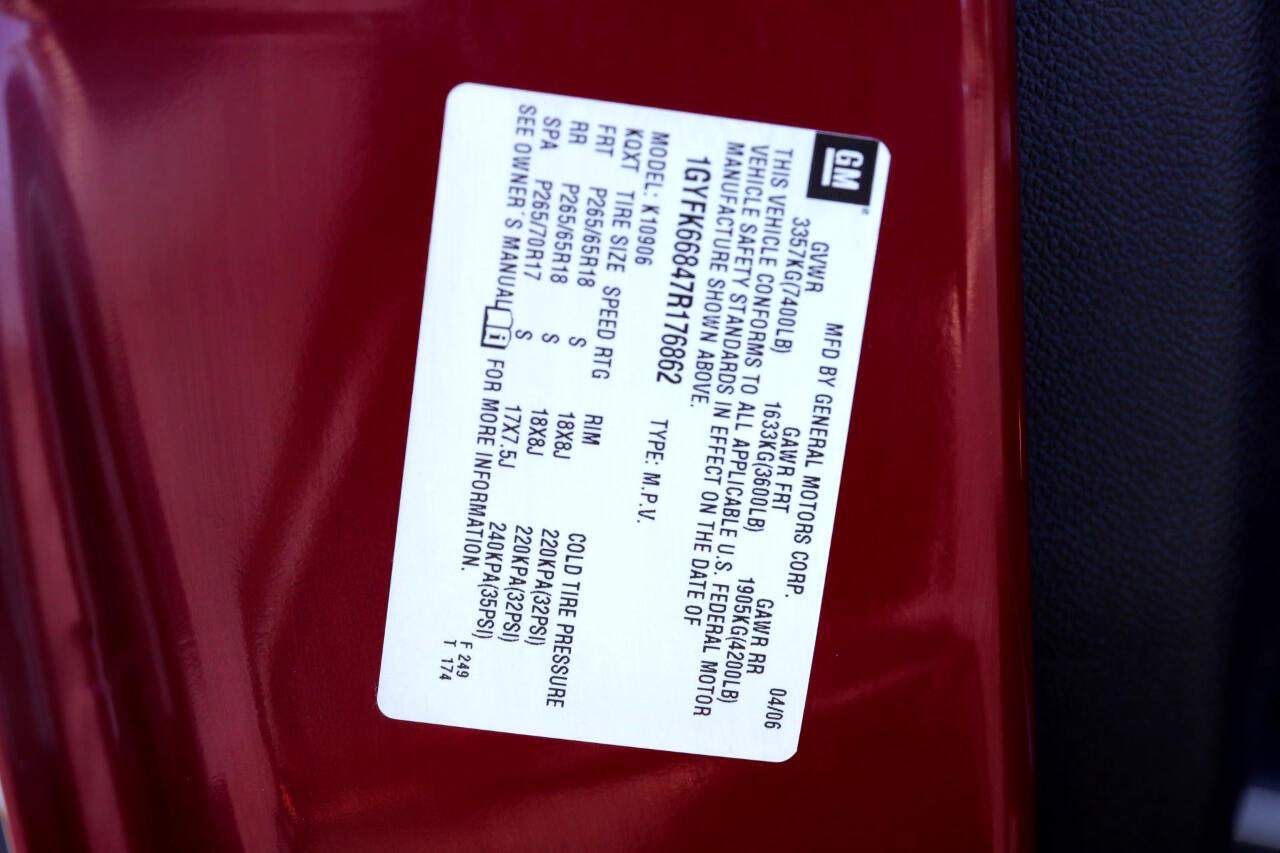 GM®
MFD BY GENERAL MOTORS CORP. 04/06
GVWR GAWR FRT GAWR RR
3357KG(7400LB) 1633KG(3600LB) 1905KG(4200LB)
THIS VEHICLE CONFORMS TO ALL APPLICABLE U.S. FEDERAL MOTOR
VEHICLE SAFETY STANDARDS IN EFFECT ON THE DATE OF
MANUFACTURE SHOWN ABOVE.
1GYFK66847R176862 TYPE: M.P.V.
MODEL: K10906
KQXT TIRE SIZE SPEED RTG RIM COLD TIRE PRESSURE
FRT P265/65R18 S 18X8J 220KPA(32PSI)
RR P265/65R18 S 18X8J 220KPA(32PSI)
SPA P265/70R17 S 17X7.5J 240KPA(35PSI)
SEE OWNER'S MANUAL i FOR MORE INFORMATION.
F 249
T 174